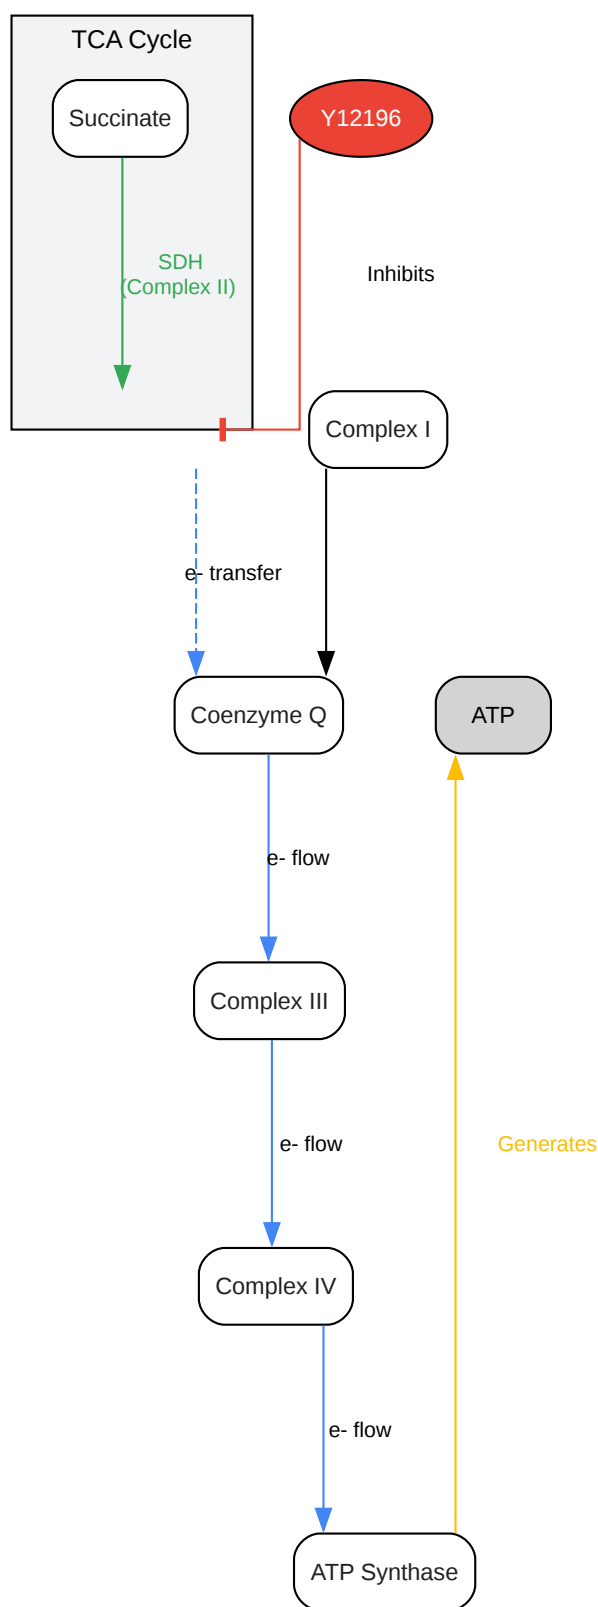 TCA Cycle
Succinate
Y12196
SDH
(Complex II)
Inhibits
Complex I
e- transfer
Coenzyme Q
ATP
e- flow
Complex III
e- flow
Generates
Complex IV
e- flow
ATP Synthase